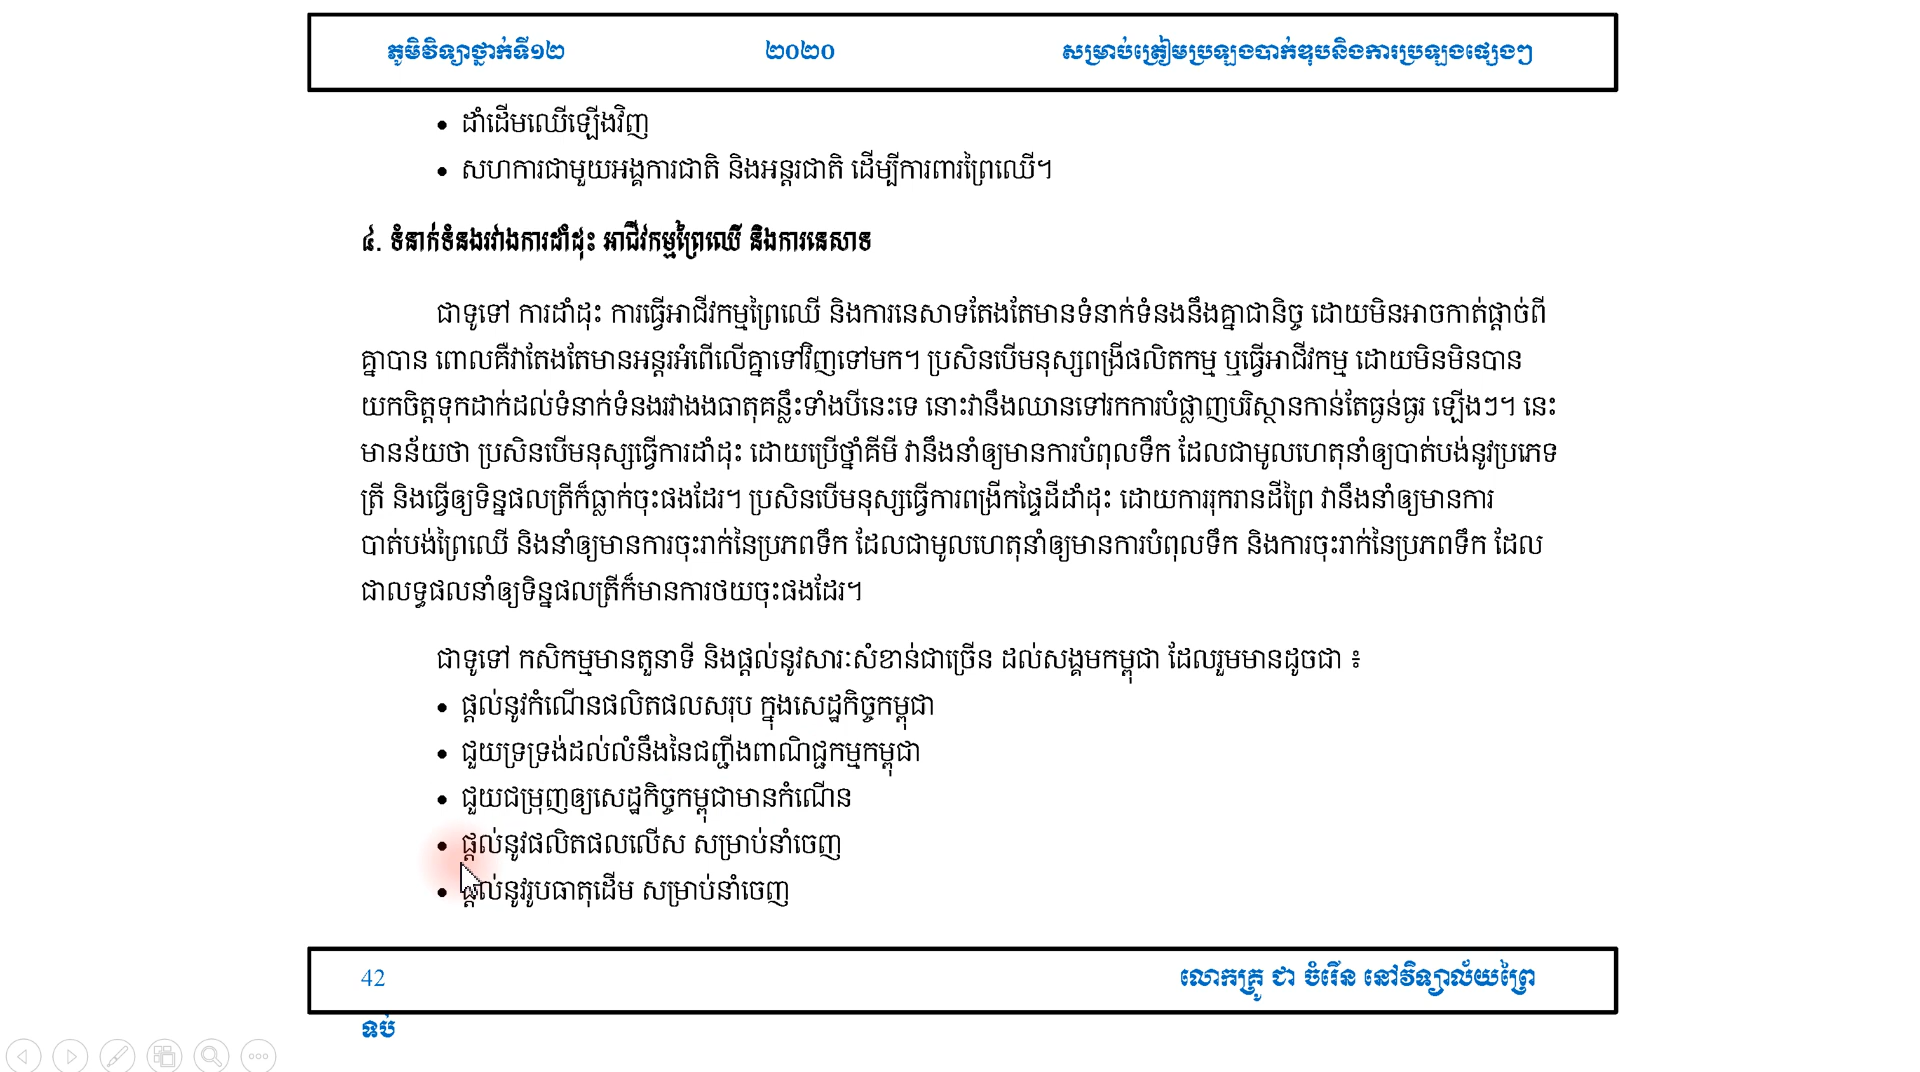 ភូមិវិទ្យាថ្នាក់ទី១២ ២០២០ សម្រាប់ត្រៀមប្រឡងបាក់ឌុបនិងការប្រឡងផ្សេងៗ
• ដាំដើមឈើឡើងវិញ
• សហការជាមួយអង្គការជាតិ និងអន្តរជាតិ ដើម្បីការពារព្រៃឈើ។
៤. ទំនាក់ទំនងរវាងការដាំដុះ អាជីវកម្មព្រៃឈើ និងការនេសាទ
ជាទូទៅ ការដាំដុះ ការធ្វើអាជីវកម្មព្រៃឈើ និងការនេសាទតែងតែមានទំនាក់ទំនងនឹងគ្នាជានិច្ច ដោយមិនអាចកាត់ផ្តាច់ពី
គ្នាបាន ពោលគឺវាតែងតែមានអន្តរអំពើលើគ្នាទៅវិញទៅមក។ ប្រសិនបើមនុស្សពង្រីផលិតកម្ម ឬធ្វើអាជីវកម្ម ដោយមិនមិនបាន
យកចិត្តទុកដាក់ដល់ទំនាក់ទំនងរវាងងធាតុគន្លឹះទាំងបីនេះទេ នោះវានឹងឈានទៅរកការបំផ្លាញបរិស្ថានកាន់តែធ្ងន់ធ្ងរ ឡើងៗ។ នេះ
មានន័យថា ប្រសិនបើមនុស្សធ្វើការដាំដុះ ដោយប្រើថ្នាំគីមី វានឹងនាំឲ្យមានការបំពុលទឹក ដែលជាមូលហេតុនាំឲ្យបាត់បង់នូវប្រភេទ
ត្រី និងធ្វើឲ្យទិន្នផលត្រីក៏ធ្លាក់ចុះផងដែរ។ ប្រសិនបើមនុស្សធ្វើការពង្រីកផ្ទៃដីដាំដុះ ដោយការរុករានដីព្រៃ វានឹងនាំឲ្យមានការ
បាត់បង់ព្រៃឈើ និងនាំឲ្យមានការចុះរាក់នៃប្រភពទឹក ដែលជាមូលហេតុនាំឲ្យមានការបំពុលទឹក និងការចុះរាក់នៃប្រភពទឹក ដែល
ជាលទ្ធផលនាំឲ្យទិន្នផលត្រីក៏មានការថយចុះផងដែរ។
ជាទូទៅ កសិកម្មមានតួនាទី និងផ្តល់នូវសារៈសំខាន់ជាច្រើន ដល់សង្គមកម្ពុជា ដែលរួមមានដូចជា ៖
• ផ្តល់នូវកំណើនផលិតផលសរុប ក្នុងសេដ្ឋកិច្ចកម្ពុជា
• ជួយទ្រទ្រង់ដល់លំនឹងនៃជញ្ជីងពាណិជ្ជកម្មកម្ពុជា
• ជួយជម្រុញឲ្យសេដ្ឋកិច្ចកម្ពុជាមានកំណើន
• ផ្តល់នូវផលិតផលលើស សម្រាប់នាំចេញ
• ផ្តល់នូវរូបធាតុដើម សម្រាប់នាំចេញ
42 លោកគ្រូ ជា ចំរើន នៅវិទ្យាល័យព្រៃ
ទប់